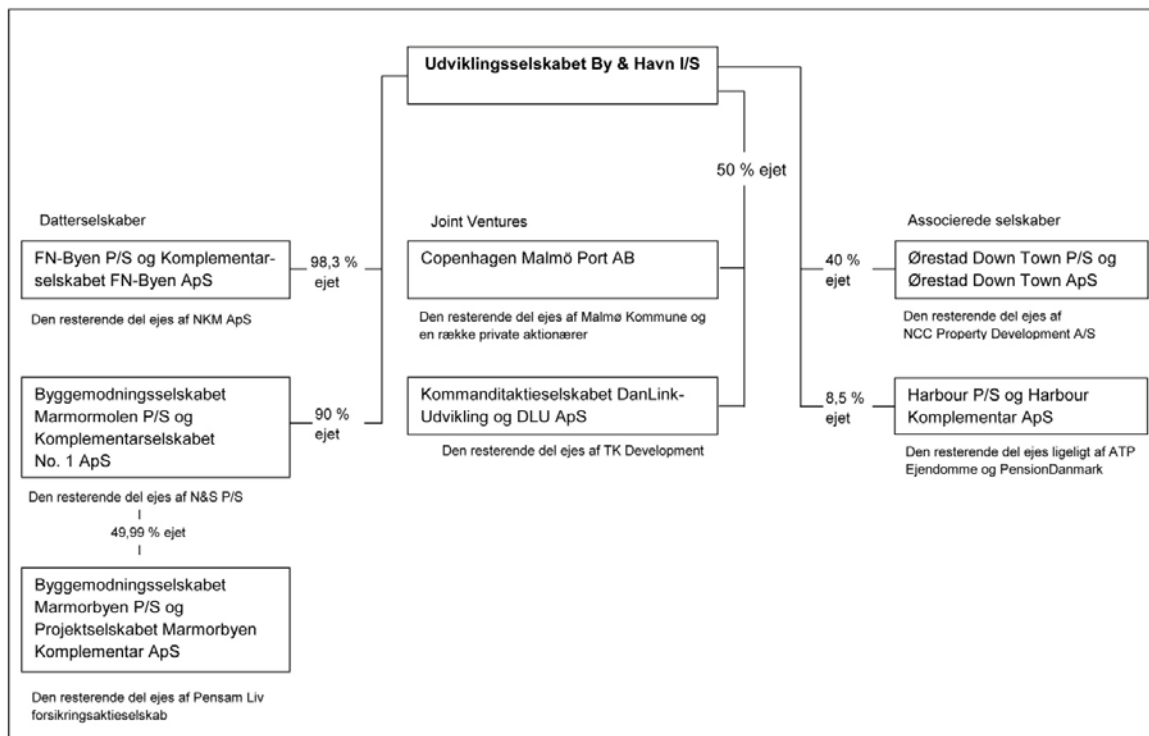 Udviklingsselskabet By & Havn I/S
50 % ejet
Datterselskaber
FN-Byen P/S og Komplementar-
selskabet FN-Byen ApS
98,3 %
ejet
Den resterende del ejes af NKM ApS
Byggemodningsselskabet
Marmormolen P/S og
Komplementarselskabet
No. 1 ApS
90 %
ejet
Den resterende del ejes af N&S P/S
49,99 % ejet
Byggemodningsselskabet
Marmorbyen P/S og
Projektselskabet Marmorbyen
Komplementar ApS
Den resterende del ejes af Pensam Liv
forsikringsaktieselskab
Joint Ventures
Copenhagen Malmö Port AB
Den resterende del ejes af Malmø Kommune og
en række private aktionærer
Kommanditaktieselskabet DanLink-
Udvikling og DLU ApS
Den resterende del ejes af TK Development
Associerede selskaber
40 %
ejet
Ørestad Down Town P/S og
Ørestad Down Town ApS
Den resterende del ejes af
NCC Property Development A/S
8,5 %
ejet
Harbour P/S og Harbour
Komplementar ApS
Den resterende del ejes ligeligt af ATP
Ejendomme og PensionDanmark